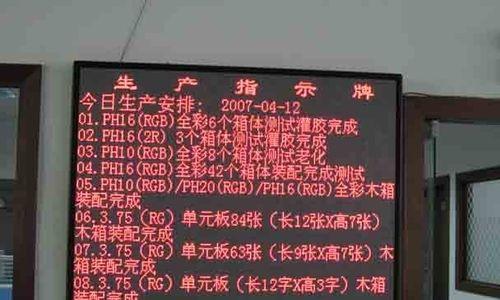 生产指示牌
今日生产安排: 2007-04-12
01.PH16(RGB)全彩6个箱体测试灌胶完成
02.PH16(2R) 3个箱体测试灌胶完成
03.PH10(RGB)全彩8个箱体测试老化
04.PH16(RGB)全彩42个箱体装配完成测试
05.PH10(RGB)/PH20(RGB)/PH16(RGB)全彩木箱
装配完成
06.3.75 (RG) 单元板84张 (长12张X高7张)
木箱装配完成
07.3.75 (RG) 单元板63张 (长9张X高7张) 木
箱装配完成
08.3.75 (RG) 单元板 (长12字X高3字) 木箱
装配完成